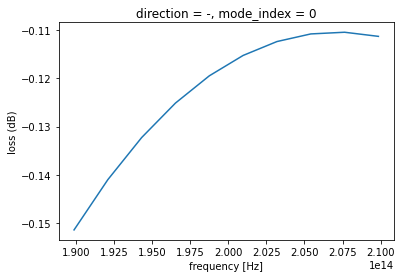 direction = -, mode_index = 0
−0.11
−0.12
−0.13
−0.14
−0.15
loss (dB)
1.900 1.925 1.950 1.975 2.000 2.025 2.050 2.075 2.100
1e14
frequency [Hz]